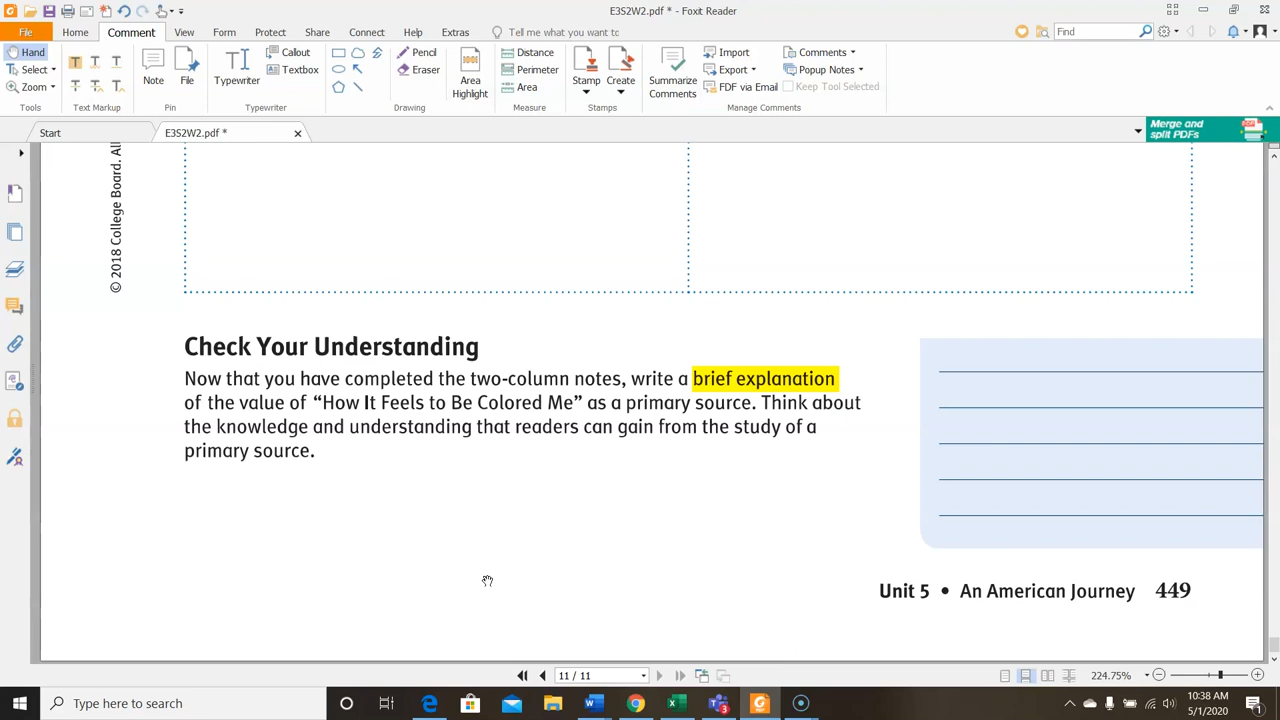 E3S2W2.pdf * - Foxit Reader
File Home Comment View Form Protect Share Connect Help Extras Tell me what you want to Find
Hand
Select
Zoom
Tools
Text Markup
Note
File
Pin
Typewriter
Callout
Textbox
Typewriter
Pencil
Eraser
Drawing
Area
Highlight
Distance
Perimeter
Area
Measure
Stamp
Create
Stamps
Summarize
Comments
Import
Export
FDF via Email
Comments
Popup Notes
Keep Tool Selected
Manage Comments
Start
E3S2W2.pdf *
Merge and
split PDFs
© 2018 College Board. All
Check Your Understanding
Now that you have completed the two-column notes, write a brief explanation
of the value of “How It Feels to Be Colored Me” as a primary source. Think about
the knowledge and understanding that readers can gain from the study of a
primary source.
Unit 5 • An American Journey 449
11 / 11
224.75%
Type here to search
10:38 AM
5/1/2020